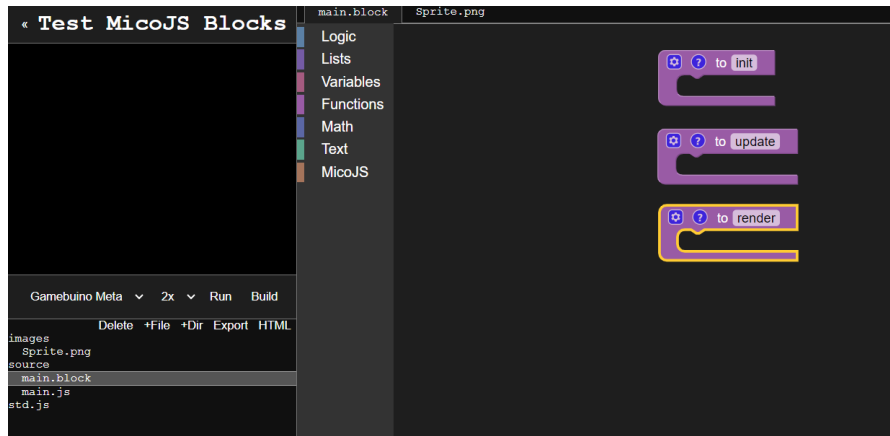 « Test MicoJS Blocks
main.block Sprite.png
Logic
Lists
Variables
Functions
Math
Text
MicoJS
? to init
? to update
? to render
Gamebuino Meta 2x Run Build
Delete +File +Dir Export HTML
images
Sprite.png
source
main.block
main.js
std.js